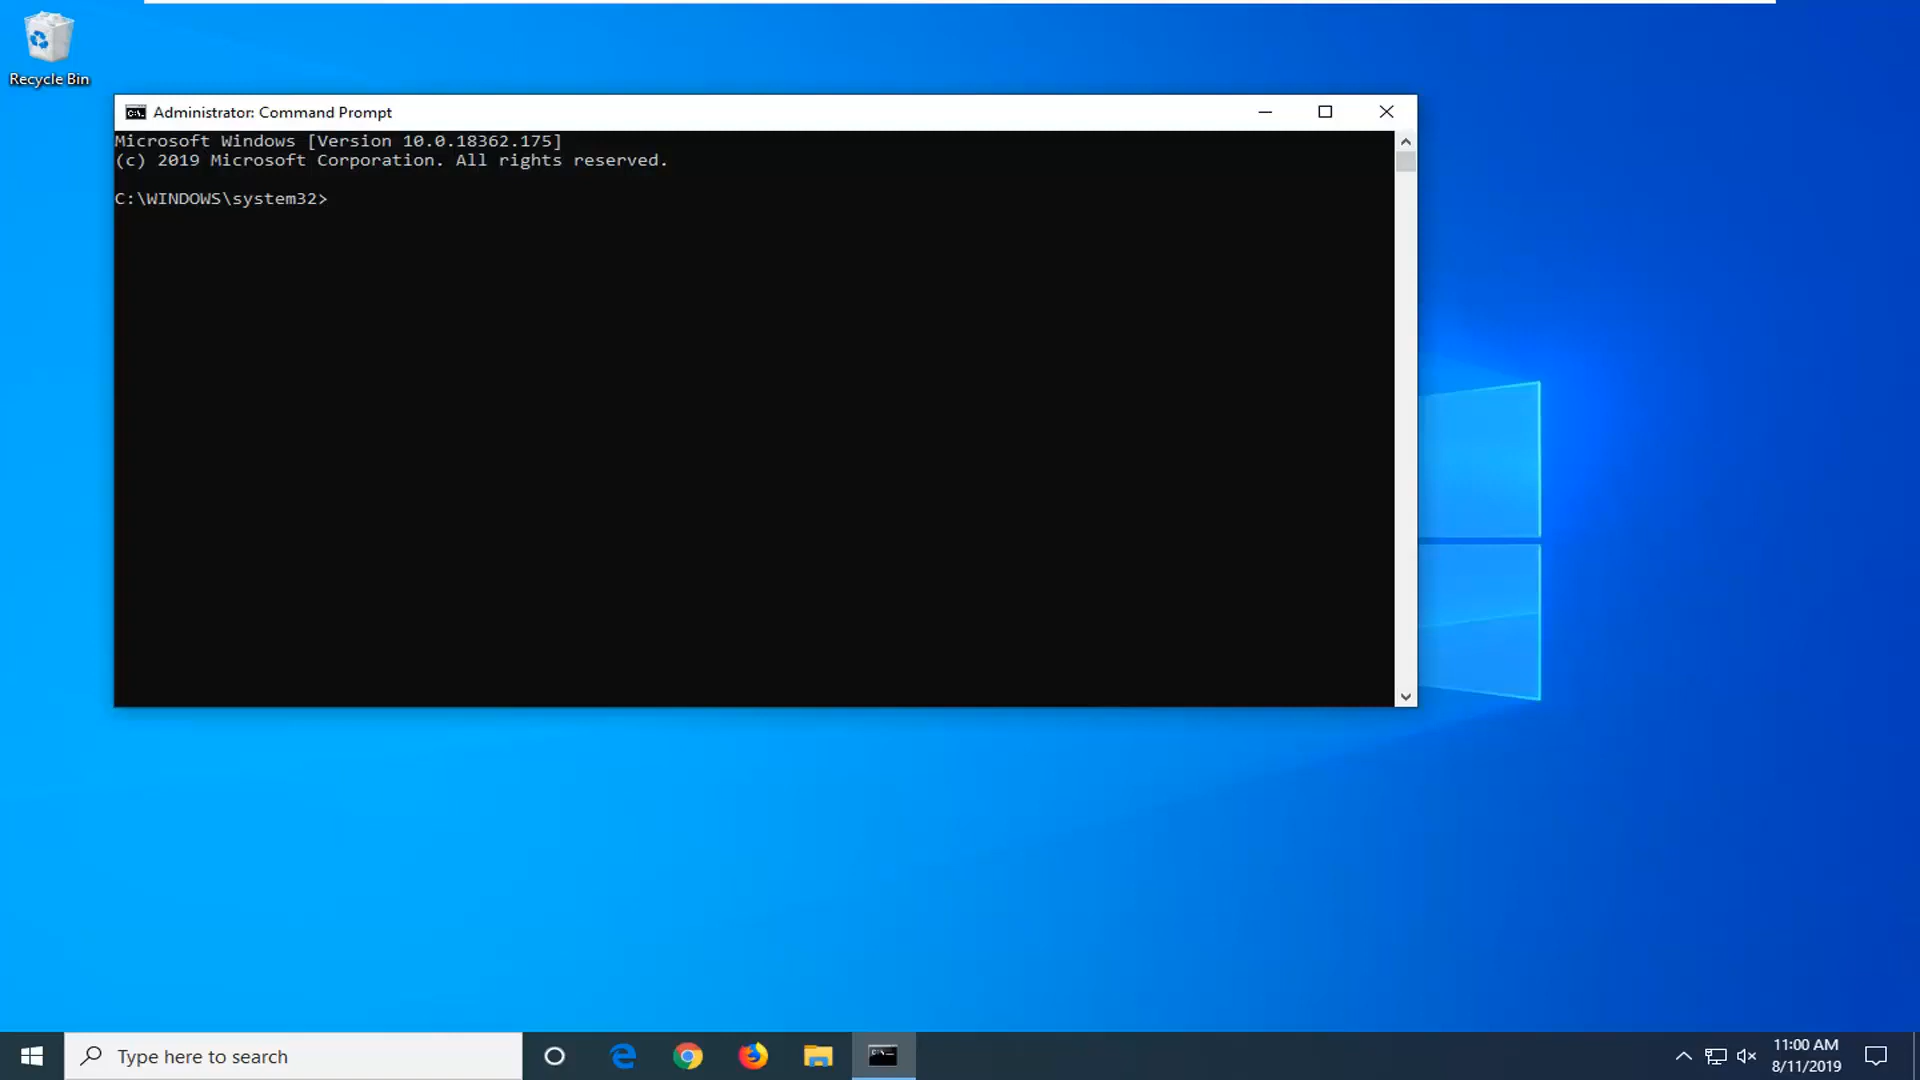 Recycle Bin
Administrator: Command Prompt
Microsoft Windows [Version 10.0.18362.175]
(c) 2019 Microsoft Corporation. All rights reserved.
C:\WINDOWS\system32>
Type here to search
11:00 AM
8/11/2019